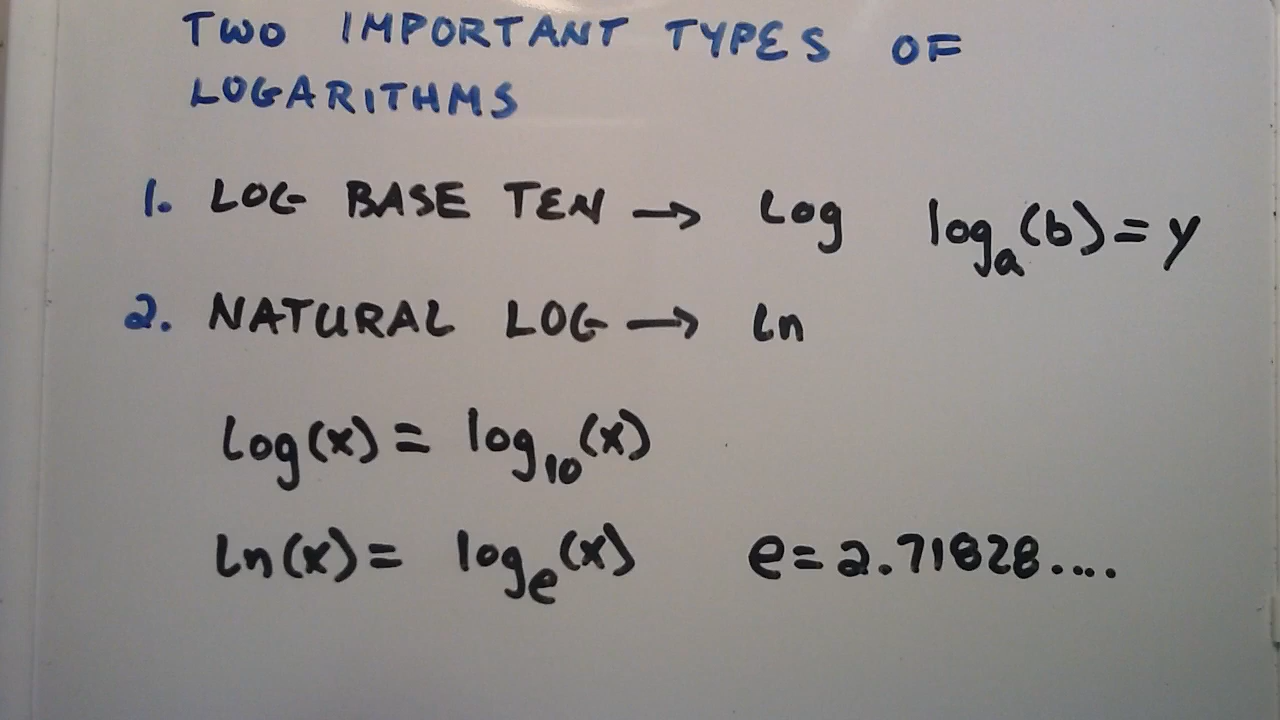 TWO IMPORTANT TYPES OF
LOGARITHMS
1. LOG BASE TEN → Log log_a(b) = y
2. NATURAL LOG → Ln
Log(x) = log_10(x)
Ln(x) = log_e(x) e = 2.71828....